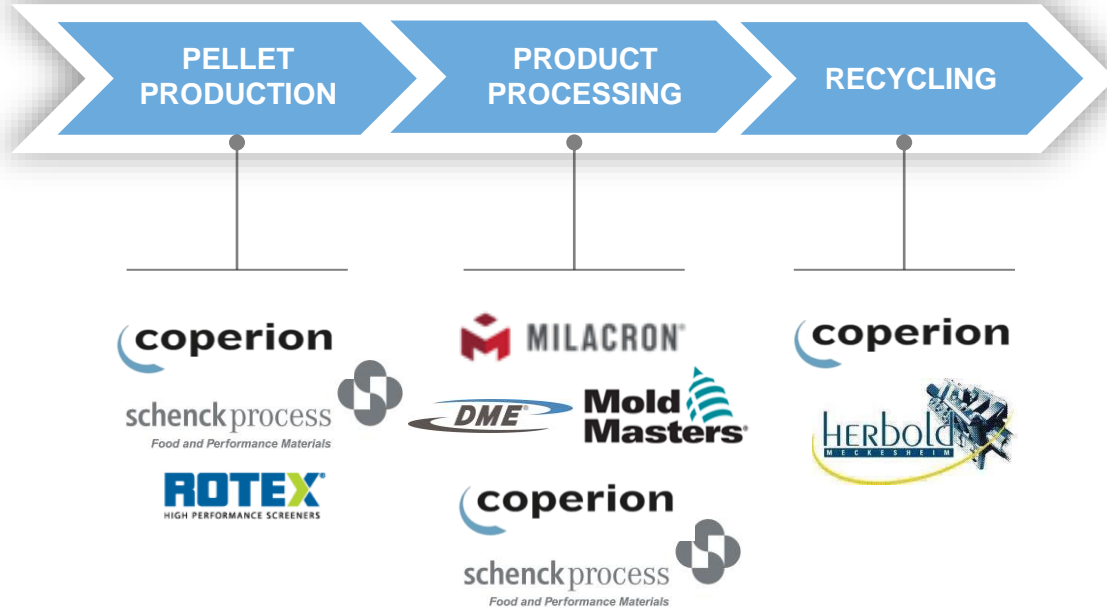 PELLET
PRODUCTION
PRODUCT
PROCESSING
RECYCLING
coperion
schenck process
Food and Performance Materials
ROTEX®
HIGH PERFORMANCE SCREENERS
MILACRON®
DME®
Mold
Masters®
coperion
schenck process
Food and Performance Materials
coperion
HERBOLD
MECKESHEIM